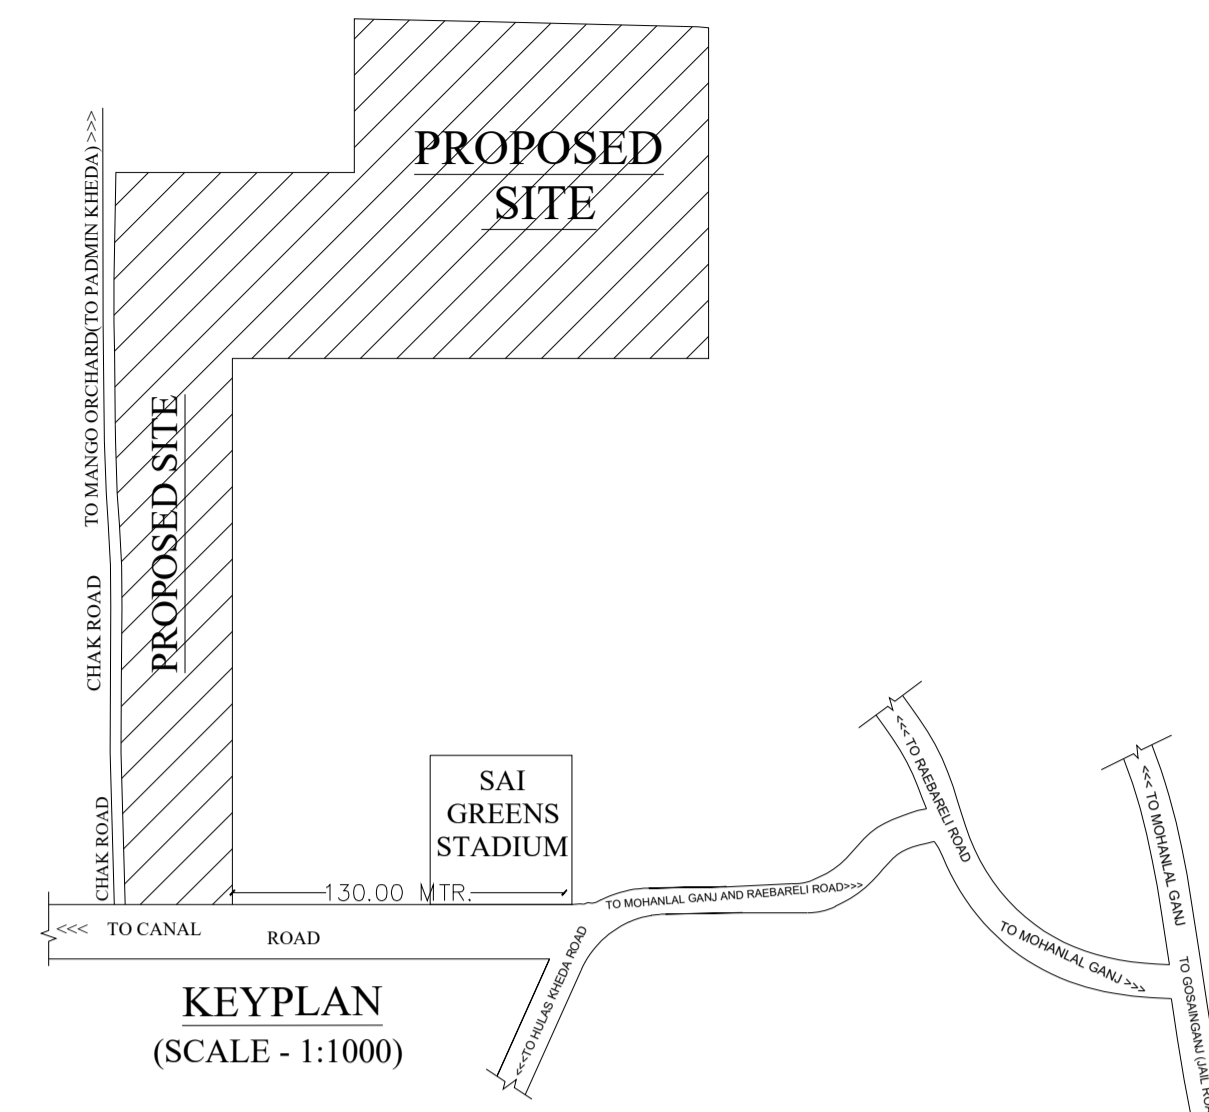 PROPOSED
SITE
TO MANGO ORCHARD(TO PADMIN KHEDA) >>>
PROPOSED SITE
CHAK ROAD
CHAK ROAD
SAI
GREENS
STADIUM
130.00 MTR.
<<< TO CANAL
ROAD
TO MOHANLAL GANJ AND RAEBARELI ROAD>>>
<<< TO RAEBARELI ROAD
<<< TO MOHANLAL GANJ
TO MOHANLAL GANJ >>>
TO GOSAINGANJ (JAIL
<<<TO HULAS KHEDA ROAD
KEYPLAN
(SCALE - 1:1000)